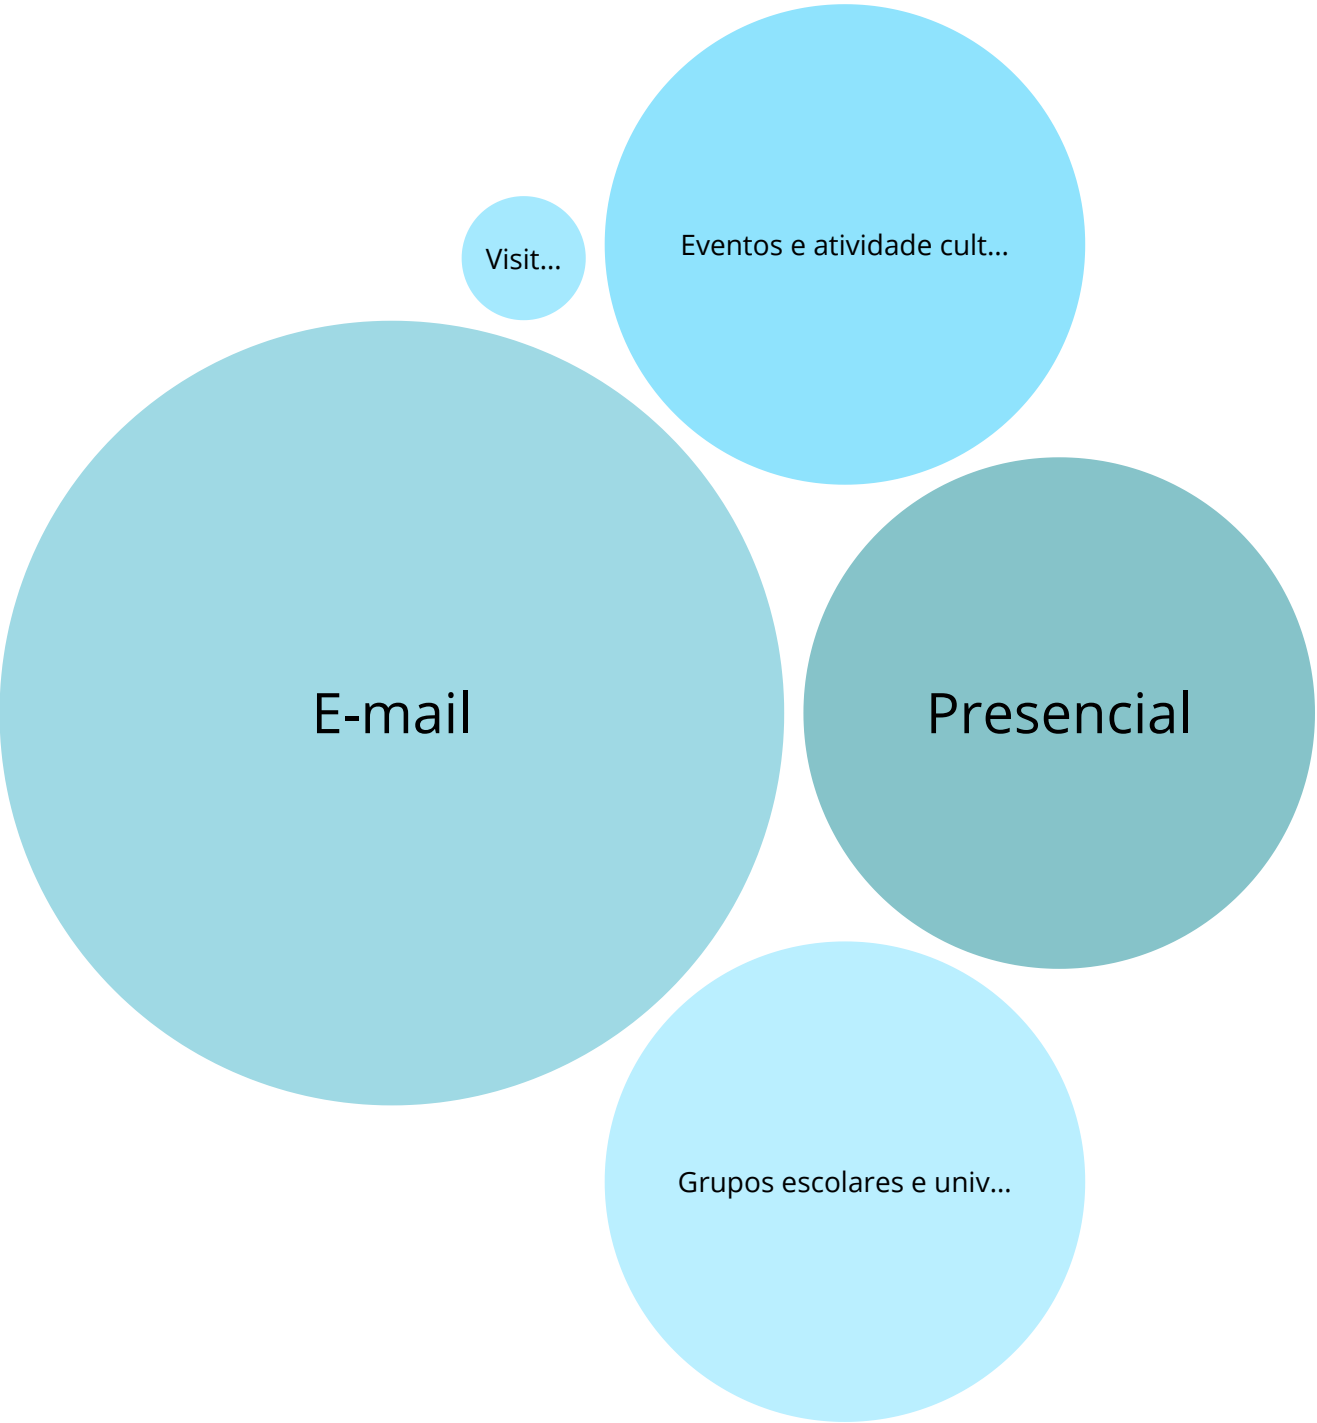 Eventos e atividade cult...
Visit...
E-mail
Presencial
Grupos escolares e univ...